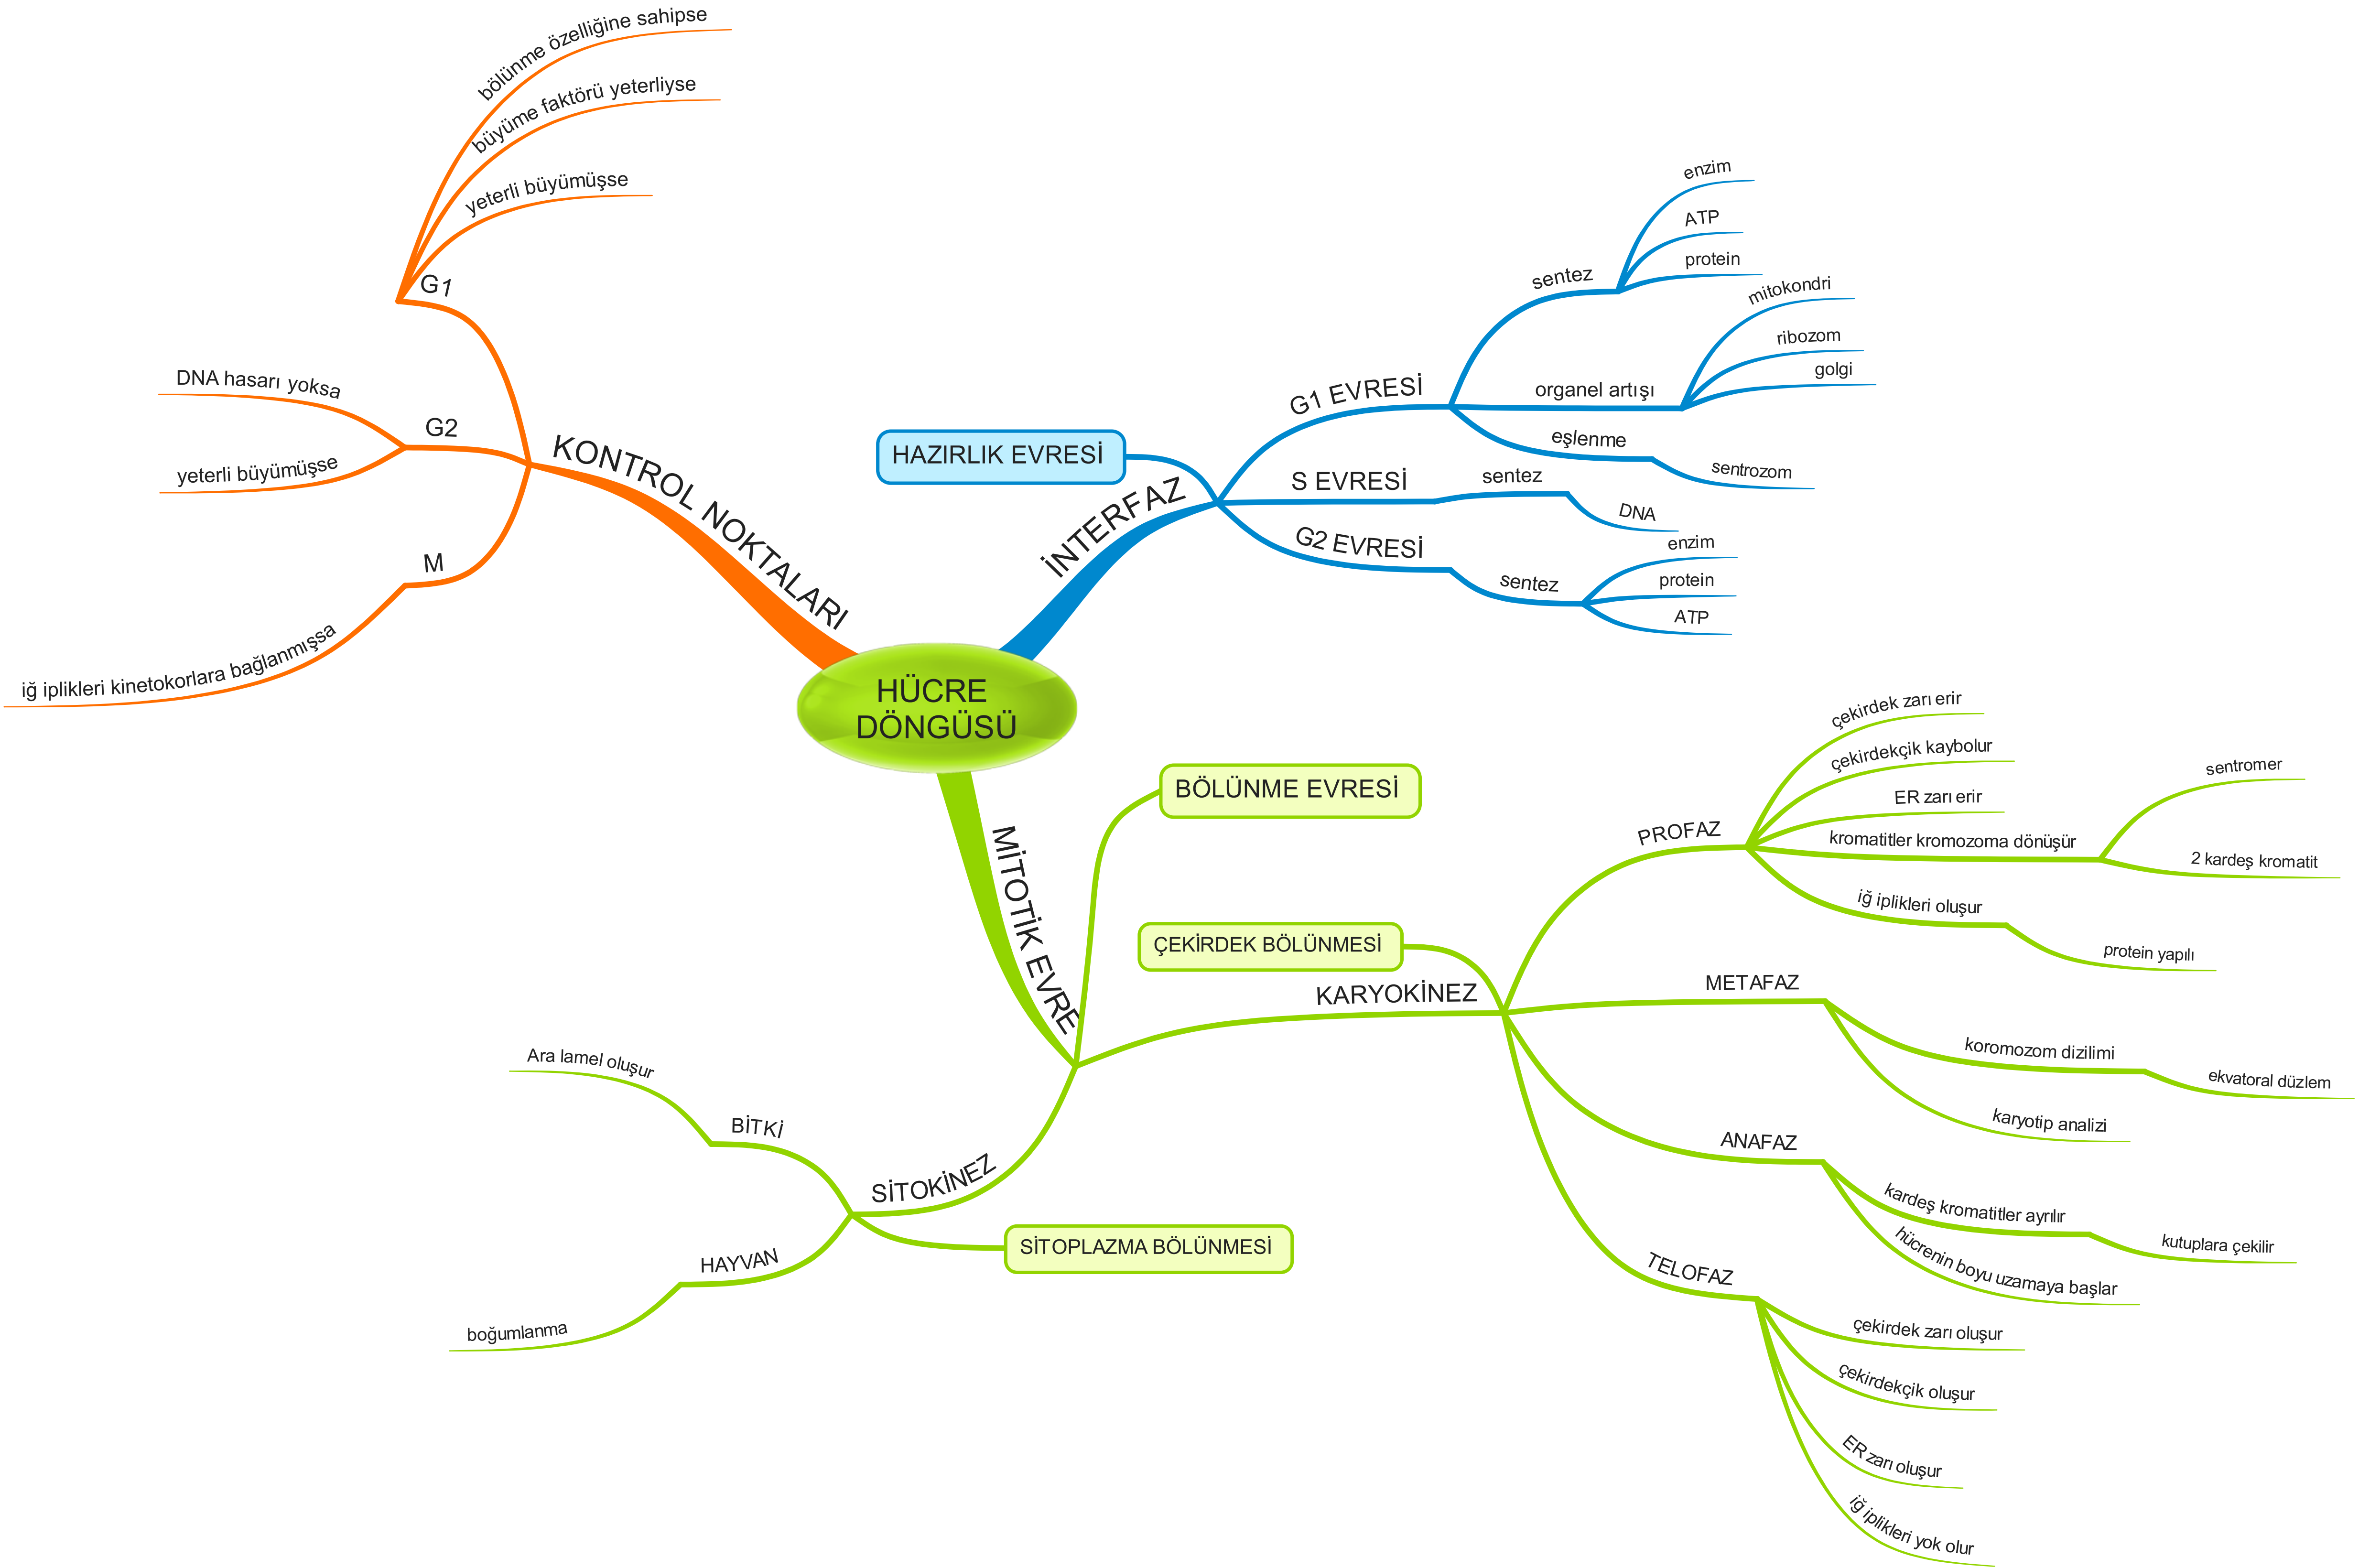 HÜCRE
DÖNGÜSÜ
KONTROL NOKTALARI
G1
bölünme özelliğine sahipse
büyüme faktörü yeterliyse
yeterli büyümüşse
G2
DNA hasarı yoksa
yeterli büyümüşse
M
iğ iplikleri kinetokorlara bağlanmışsa
İNTERFAZ
HAZIRLIK EVRESİ
G1 EVRESİ
sentez
enzim
ATP
protein
organel artışı
mitokondri
ribozom
golgi
eşlenme
sentrozom
S EVRESİ
sentez
DNA
G2 EVRESİ
sentez
enzim
protein
ATP
MİTOTİK EVRE
BÖLÜNME EVRESİ
KARYOKİNEZ
ÇEKİRDEK BÖLÜNMESİ
PROFAZ
çekirdek zarı erir
çekirdekçik kaybolur
ER zarı erir
kromatitler kromozoma dönüşür
sentromer
2 kardeş kromatit
iğ iplikleri oluşur
protein yapılı
METAFAZ
koromozom dizilimi
ekvatoral düzlem
karyotip analizi
ANAFAZ
kardeş kromatitler ayrılır
kutuplara çekilir
hücrenin boyu uzamaya başlar
TELOFAZ
çekirdek zarı oluşur
çekirdekçik oluşur
ER zarı oluşur
iğ iplikleri yok olur
SİTOKİNEZ
SİTOPLAZMA BÖLÜNMESİ
BİTKİ
Ara lamel oluşur
HAYVAN
boğumlanma